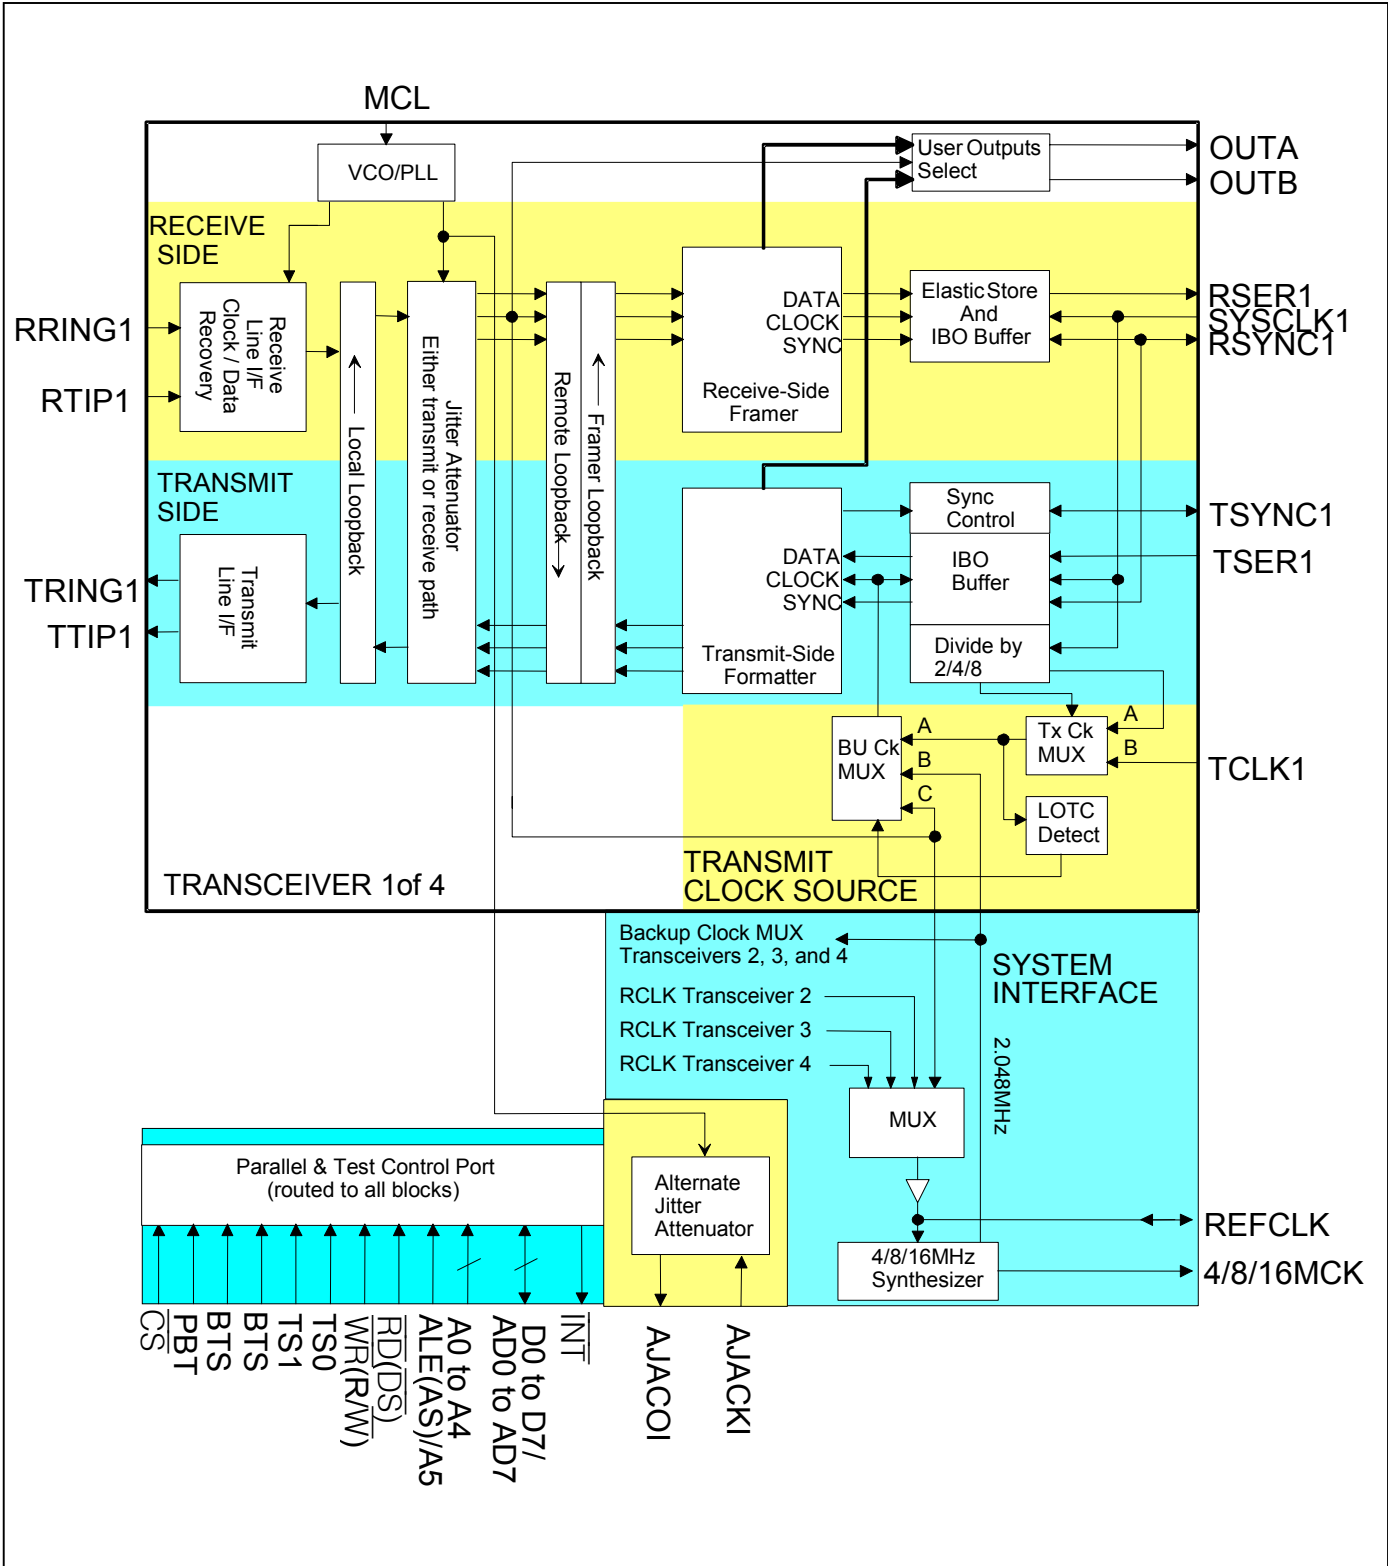 MCL
VCO/PLL
User Outputs
Select
OUTA
OUTB
RECEIVE
SIDE
RRING1
RTIP1
Receive
Line I/F
Clock / Data
Recovery
Local Loopback
Jitter Attenuator
Either transmit or receive path
Remote Loopback
Framer Loopback
DATA
CLOCK
SYNC
Receive-Side
Framer
Elastic Store
And
IBO Buffer
RSER1
SYSCLK1
RSYNC1
TRANSMIT
SIDE
TRING1
TTIP1
Transmit
Line I/F
DATA
CLOCK
SYNC
Transmit-Side
Formatter
Sync
Control
IBO
Buffer
Divide by
2/4/8
TSYNC1
TSER1
BU Ck
MUX
A
B
C
Tx Ck
MUX
A
B
TCLK1
LOTC
Detect
TRANSMIT
CLOCK SOURCE
TRANSCEIVER 1of 4
Backup Clock MUX
Transceivers 2, 3, and 4
SYSTEM
INTERFACE
RCLK Transceiver 2
RCLK Transceiver 3
RCLK Transceiver 4
2.048MHz
MUX
Parallel & Test Control Port
(routed to all blocks)
Alternate
Jitter
Attenuator
REFCLK
4/8/16MHz
Synthesizer
4/8/16MCK
CS
PBT
BTS
BTS
TS1
TS0
WR(R/W)
RD(DS)
ALE(AS)/A5
A0 to A4
D0 to D7/
AD0 to AD7
INT
AJACOI
AJACKI